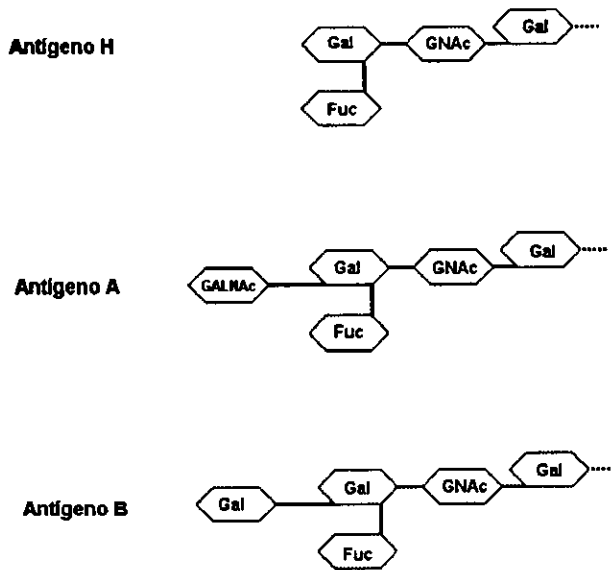 Antígeno H
Gal
GNAc
Gal
Fuc
Antígeno A
GALNAc
Gal
GNAc
Gal
Fuc
Antígeno B
Gal
Gal
GNAc
Gal
Fuc